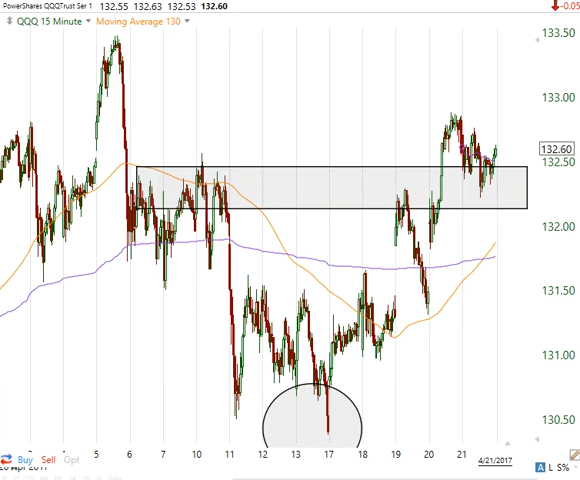 PowerShares QQQTrust Ser 1 132.55 132.63 132.53 132.60 -0.05
QQQ 15 Minute Moving Average 130
133.50
133.00
132.60
132.50
132.00
131.50
131.00
130.50
3 4 5 6 7 10 11 12 13 17 18 19 20 21
4/21/2017
Buy Sell Opt
A L S%